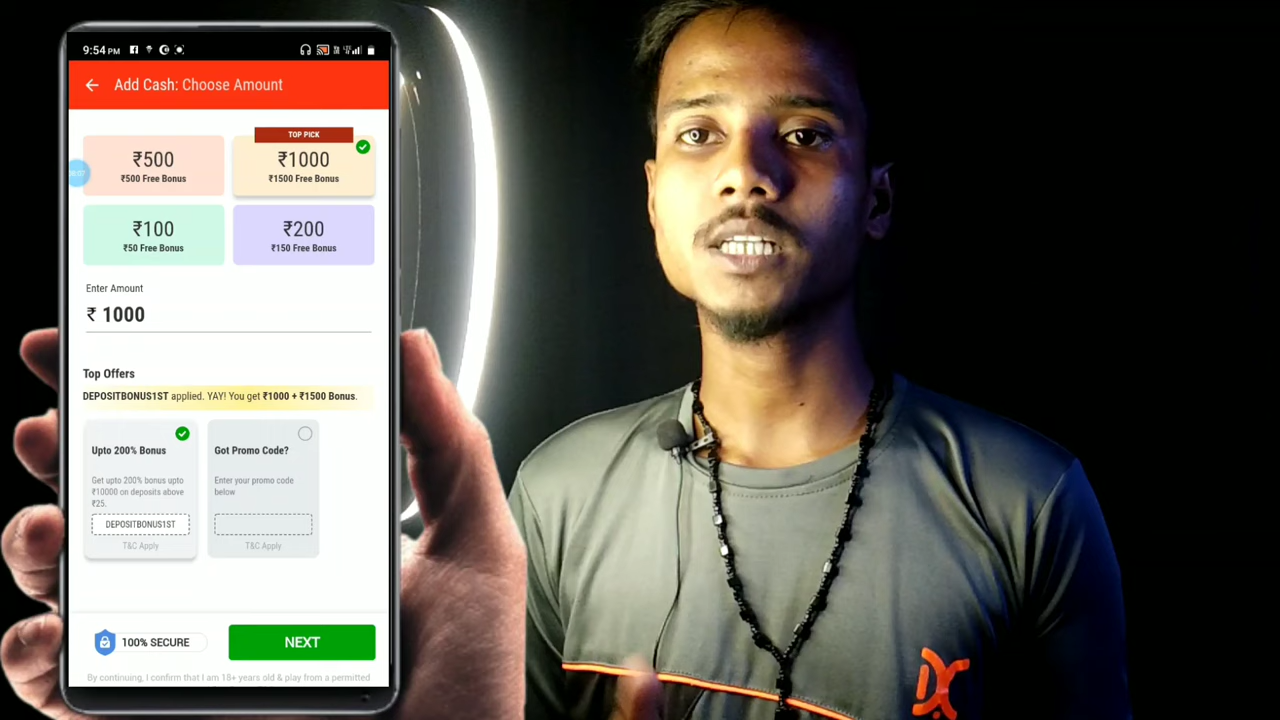 9:54 PM
Add Cash: Choose Amount
TOP PICK
₹500
₹500 Free Bonus
₹1000
₹1500 Free Bonus
₹100
₹50 Free Bonus
₹200
₹150 Free Bonus
Enter Amount
₹ 1000
Top Offers
DEPOSITBONUS1ST applied. YAY! You get ₹1000 + ₹1500 Bonus.
Upto 200% Bonus
Get upto 200% bonus upto
₹10000 on deposits above
₹25.
DEPOSITBONUS1ST
T&C Apply
Got Promo Code?
Enter your promo code
below
T&C Apply
100% SECURE
NEXT
By continuing, I confirm that I am 18+ years old & play from a permitted